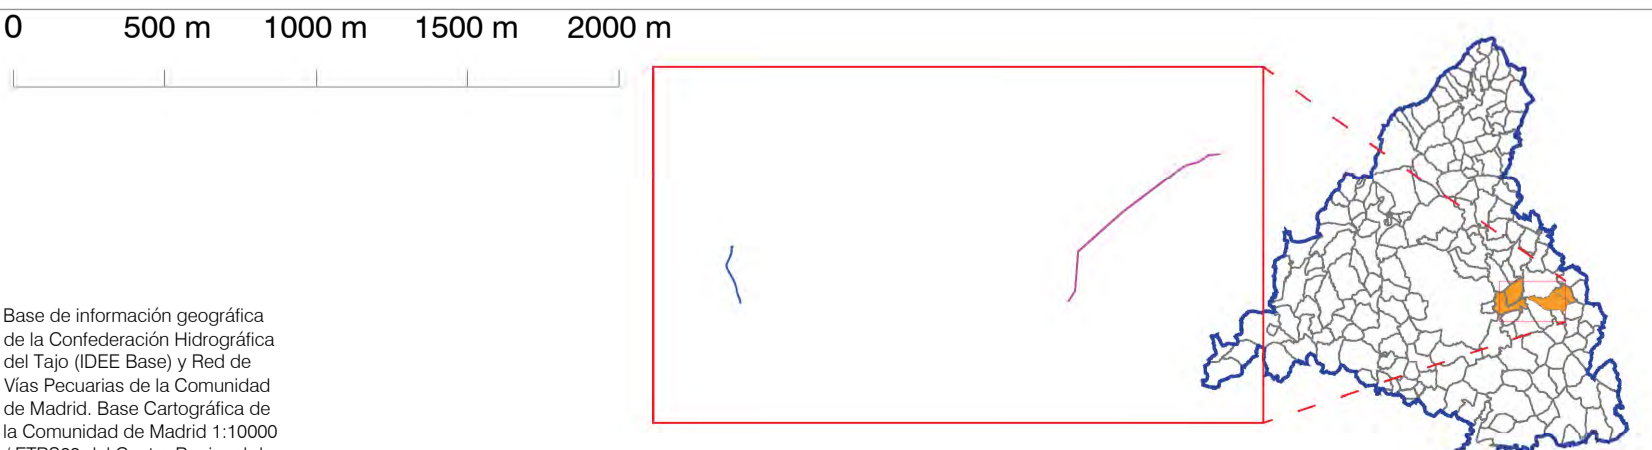 0 500 m 1000 m 1500 m 2000 m
Base de información geográfica
de la Confederación Hidrográfica
del Tajo (IDEE Base) y Red de
Vías Pecuarias de la Comunidad
de Madrid. Base Cartográfica de
la Comunidad de Madrid 1:10000